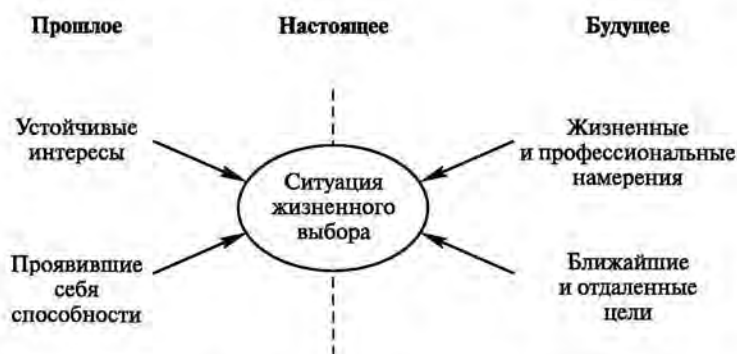 Прошлое
Настоящее
Будущее
Устойчивые
интересы
Ситуация
жизненного
выбора
Жизненные
и профессиональные
намерения
Проявившие
себя
способности
Ближайшие
и отдаленные
цели